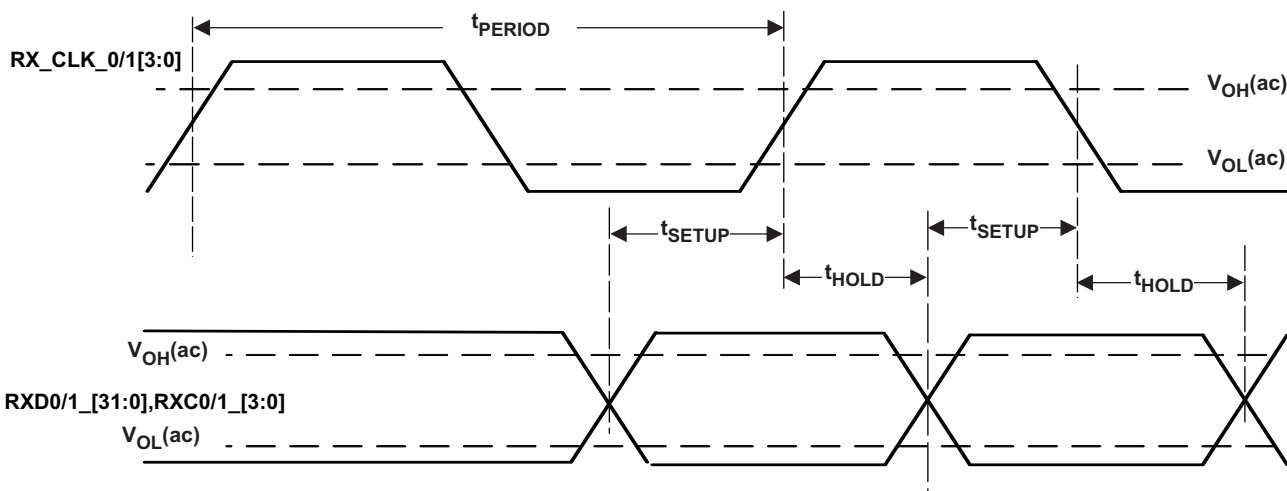 tPERIOD
RX_CLK_0/1[3:0]
VOH(ac)
VOL(ac)
tSETUP
tSETUP
tHOLD
tHOLD
VOH(ac)
RXD0/1_[31:0],RXC0/1_[3:0]
VOL(ac)